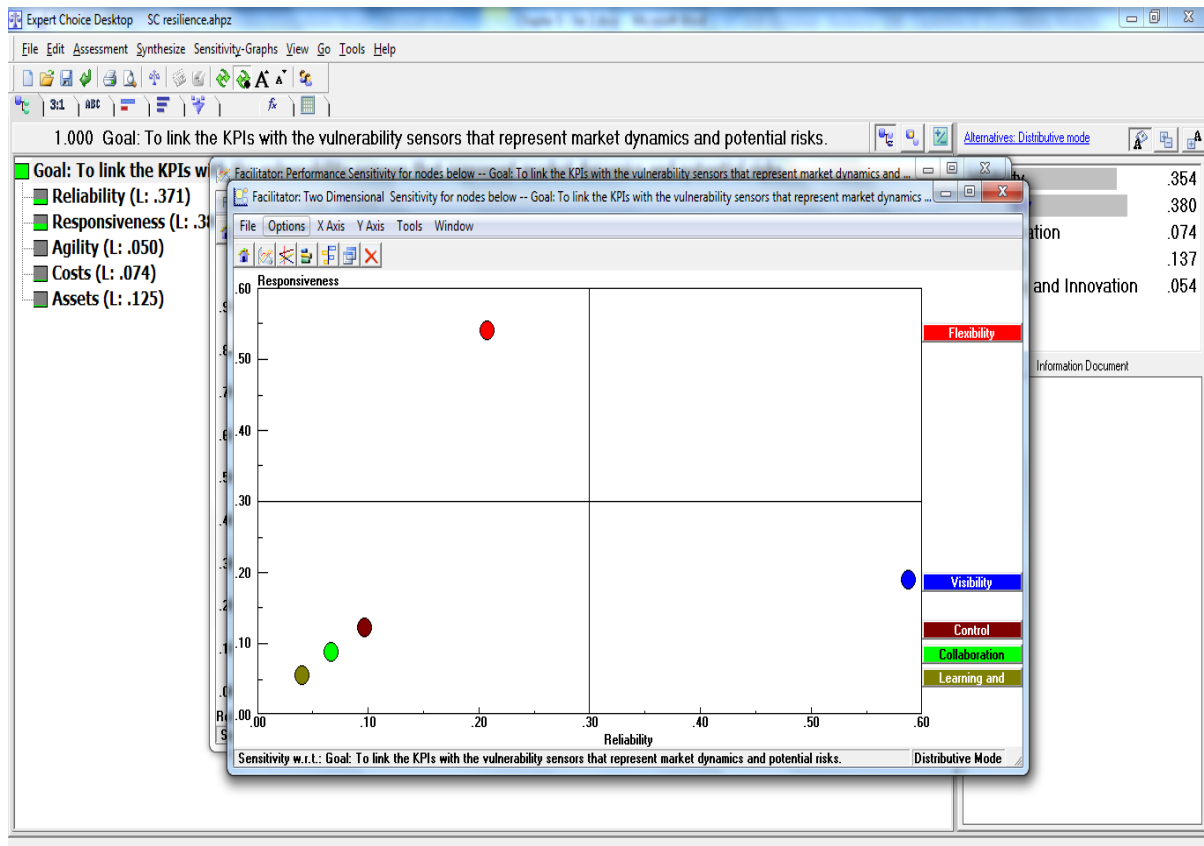 Expert Choice Desktop SC resilience.ahpz
File Edit Assessment Synthesize Sensitivity-Graphs View Go Tools Help
A A
3:1 ABC fx
1.000 Goal: To link the KPIs with the vulnerability sensors that represent market dynamics and potential risks.
Alternatives: Distributive mode
Goal: To link the KPIs wi
Reliability (L: .371)
Responsiveness (L: .38
Agility (L: .050)
Costs (L: .074)
Assets (L: .125)
Facilitator: Performance Sensitivity for nodes below -- Goal: To link the KPIs with the vulnerability sensors that represent market dynamics and ...
Facilitator: Two Dimensional Sensitivity for nodes below -- Goal: To link the KPIs with the vulnerability sensors that represent market dynamics ...
File Options X Axis Y Axis Tools Window
Responsiveness
.60
.50
.40
.30
.20
.10
.00
.00 .10 .20 .30 .40 .50 .60
Reliability
Flexibility
Visibility
Control
Collaboration
Learning and
Sensitivity w.r.t.: Goal: To link the KPIs with the vulnerability sensors that represent market dynamics and potential risks. Distributive Mode
.354
.380
ation .074
.137
and Innovation .054
Information Document